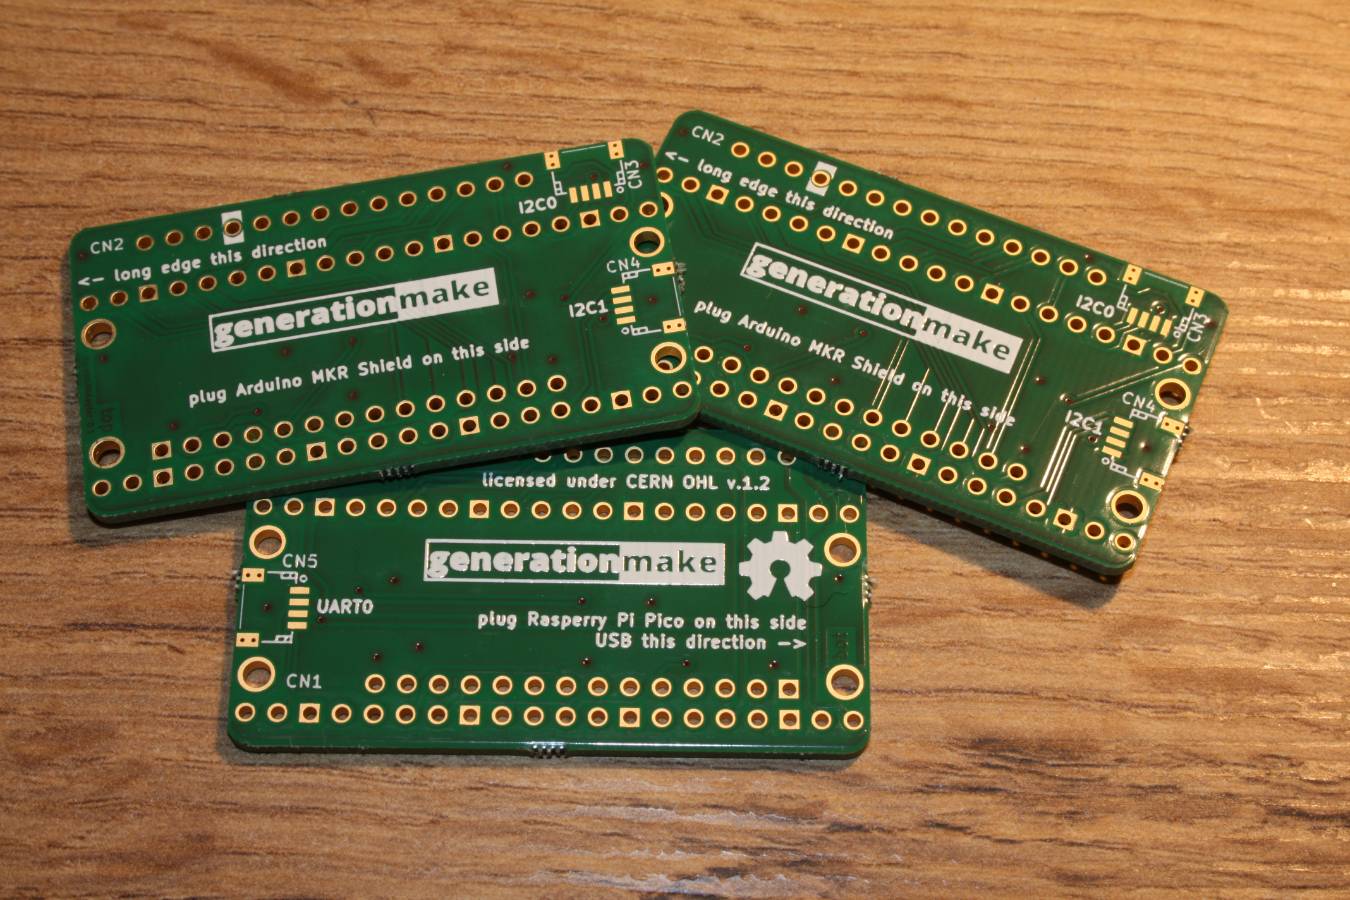 CN2
<- long edge this direction
I2C0
CN3
generationmake
CN4
I2C1
plug Arduino MKR Shield on this side
CN2
<- long edge this direction
I2C0
CN3
generationmake
plug Arduino MKR Shield on this side
CN4
I2C1
licensed under CERN OHL v.1.2
generationmake
CN5
UART0
plug Rasperry Pi Pico on this side
USB this direction -->
CN1